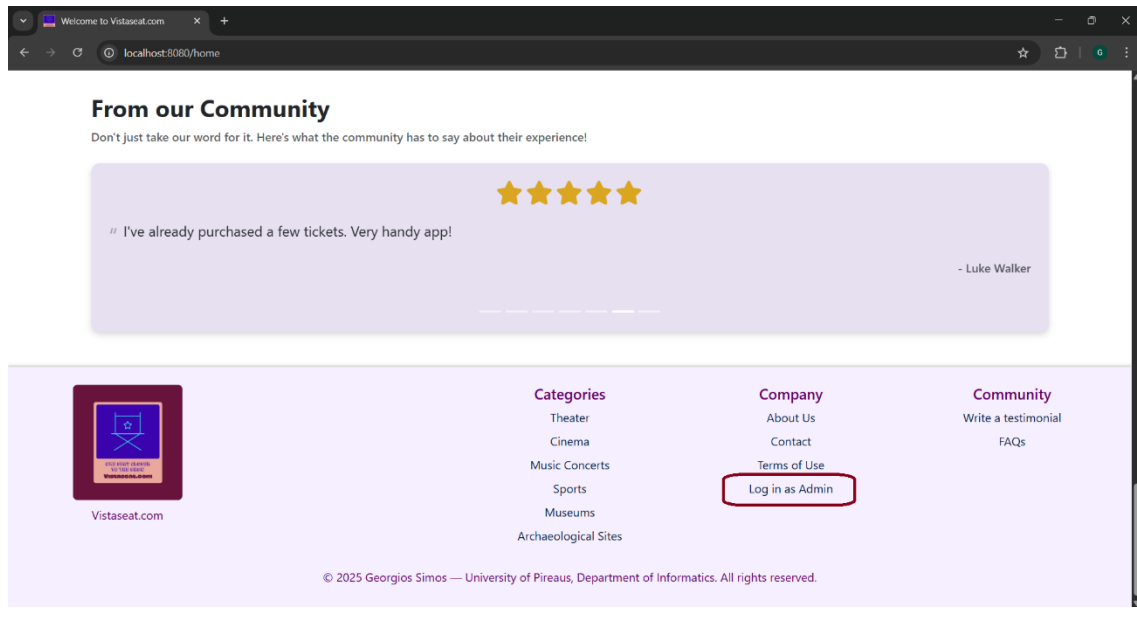 Welcome to Vistaseat.com
localhost:8080/home
G
From our Community
Don't just take our word for it. Here's what the community has to say about their experience!
" I've already purchased a few tickets. Very handy app!
- Luke Walker
Vistaseat.com
Vistaseat.com
Categories
Theater
Cinema
Music Concerts
Sports
Museums
Archaeological Sites
Company
About Us
Contact
Terms of Use
Log in as Admin
Community
Write a testimonial
FAQs
© 2025 Georgios Simos — University of Piraeus, Department of Informatics. All rights reserved.